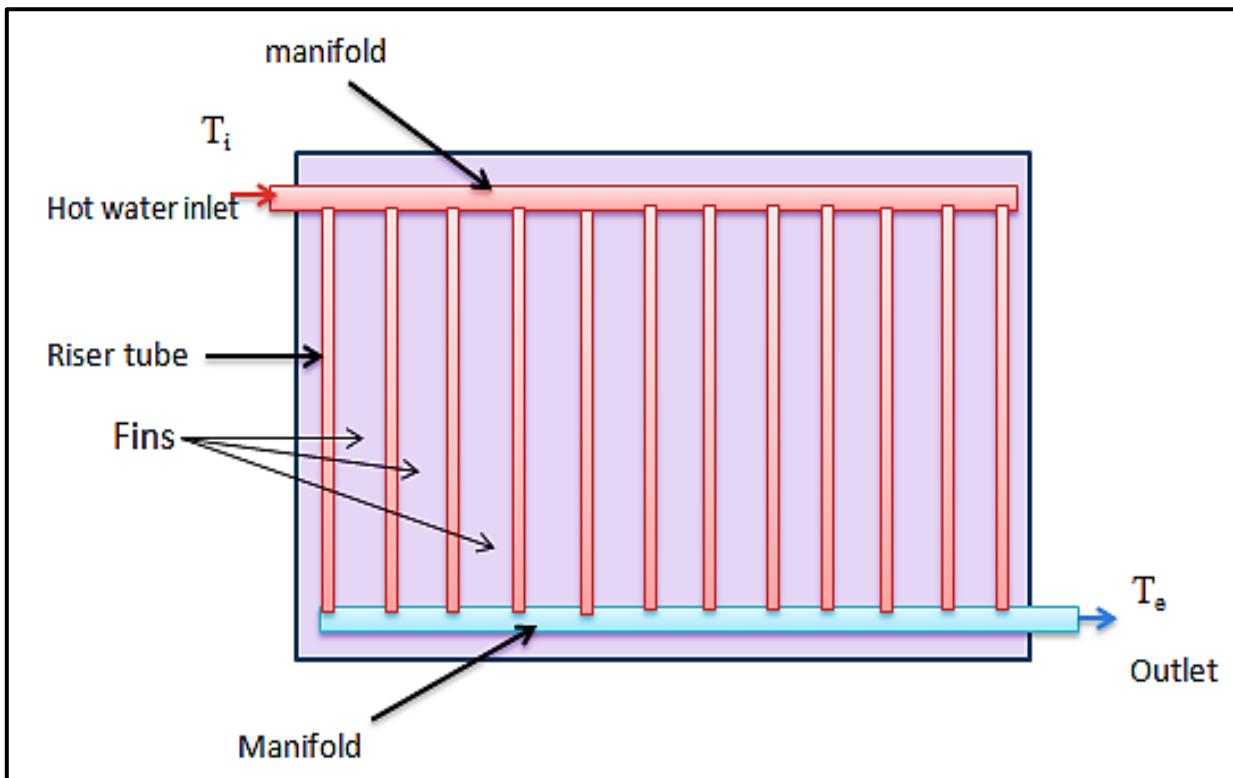 manifold
Tᵢ
Hot water inlet
Riser tube
Fins
Tₑ
Outlet
Manifold